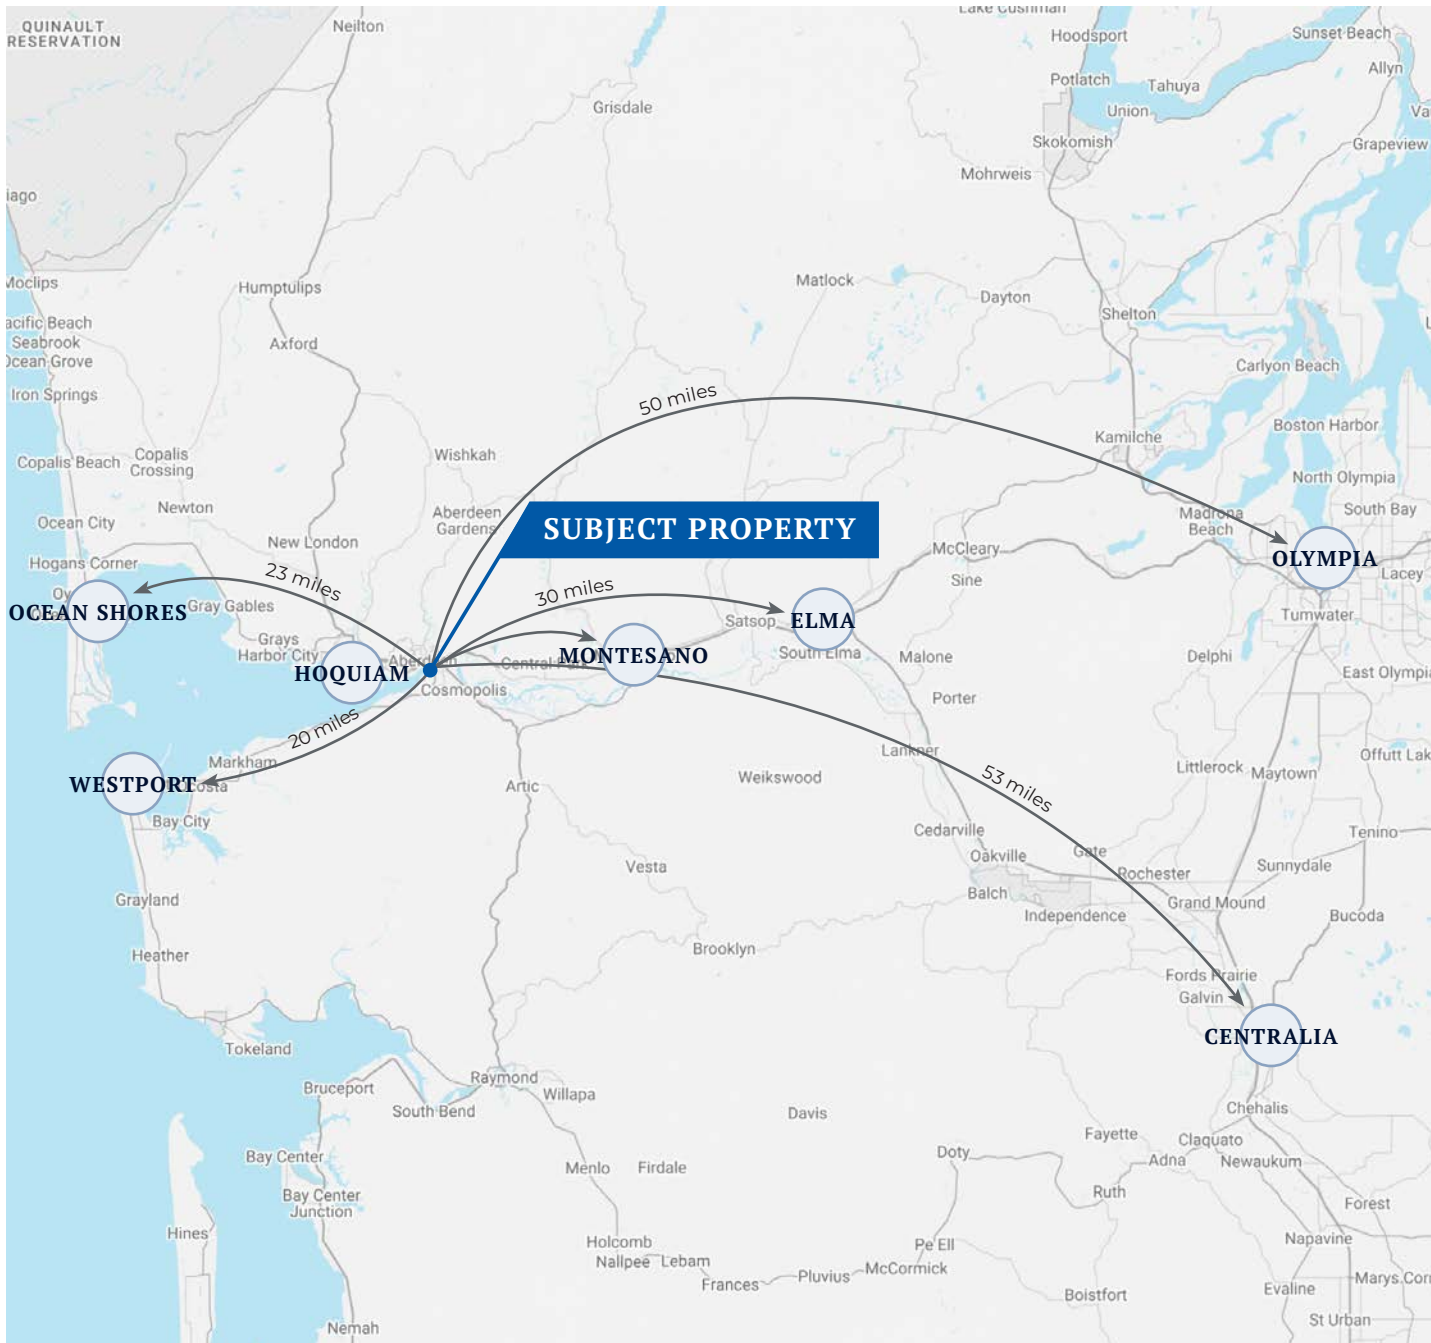 Lake Cushman
QUINAULT
RESERVATION
Neilton
Hoodsport
Sunset Beach
Allyn
Potlatch
Tahuya
Grisdale
Union
Skokomish
Grapeview
Mohrweis
Moclips
Humptulips
Matlock
Dayton
Shelton
acific Beach
Seabrook
Ocean Grove
Axford
Carlyon Beach
Iron Springs
50 miles
Boston Harbor
Kamilche
Copalis Beach
Copalis
Crossing
Wishkah
North Olympia
Newton
Aberdeen
Gardens
South Bay
Madrona
Beach
Ocean City
SUBJECT PROPERTY
New London
McCleary
Hogans Corner
OLYMPIA
Lacey
23 miles
Sine
30 miles
OCEAN SHORES
Gray Gables
Tumwater
Satsop
ELMA
Grays
Harbor City
South Elma
Malone
Delphi
HOQUIAM
Aberdeen
Central Park
MONTESANO
East Olympia
Cosmopolis
Porter
20 miles
Lankner
Offutt Lak
Markham
Littlerock
Maytown
WESTPORT
Artic
Weikswood
53 miles
Bay City
Cedarville
Tenino
Gate
Oakville
Vesta
Rochester
Sunnydale
Balch
Grayland
Grand Mound
Independence
Bucoda
Brooklyn
Heather
Fords Prairie
Galvin
CENTRALIA
Tokeland
Raymond
Bruceport
Willapa
South Bend
Davis
Chehalis
Fayette
Claquato
Bay Center
Doty
Adna
Newaukum
Menlo
Firdale
Bay Center
Junction
Ruth
Forest
Hines
Holcomb
Pe Ell
Napavine
Nallpee
Lebam
McCormick
Pluvius
Frances
Marys Cor
Evaline
Boistfort
St Urban
Nemah